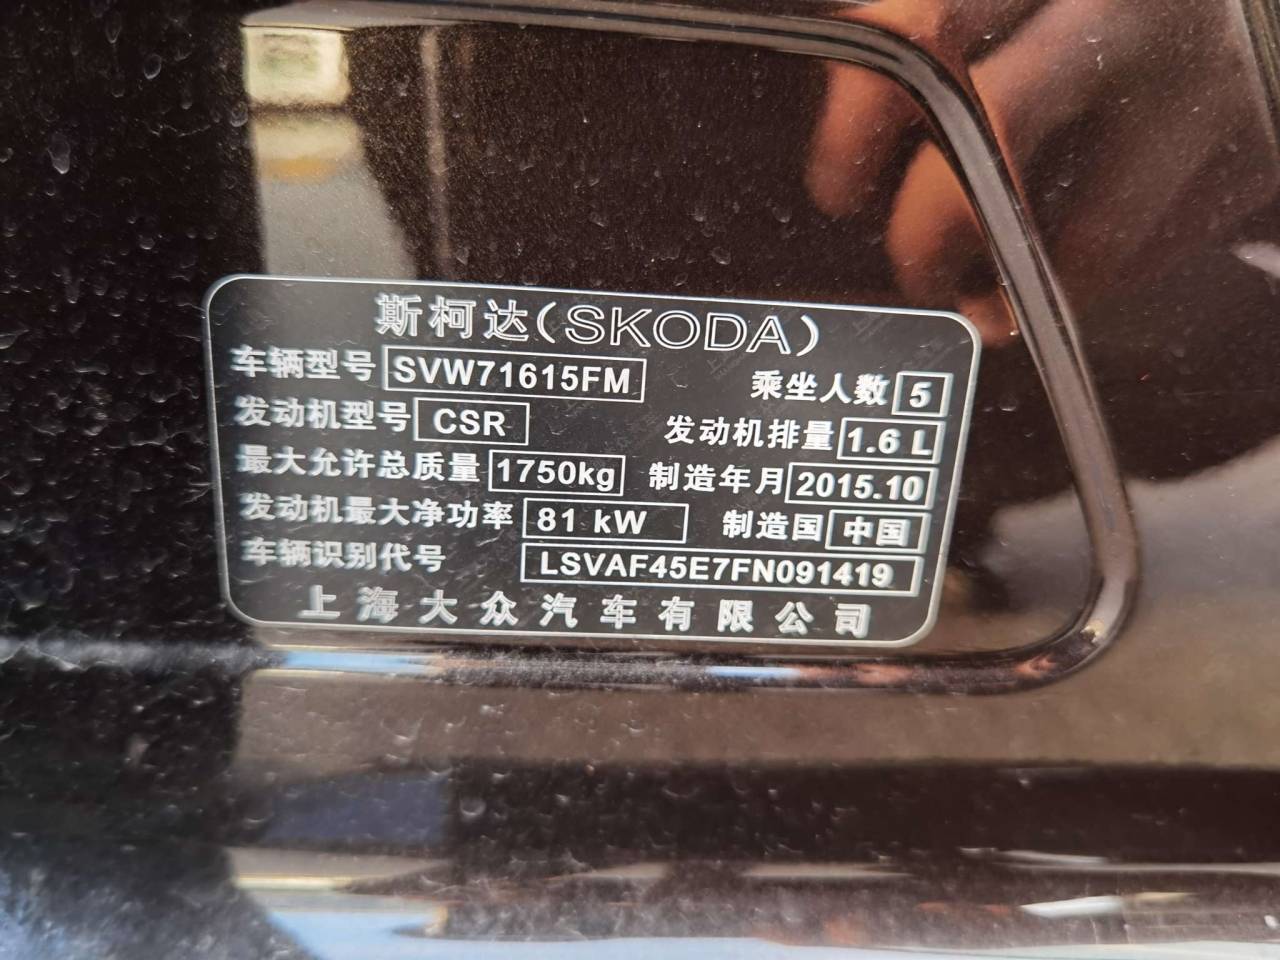 斯柯达(SKODA)
车辆型号 SVW71615FM 乘坐人数 5
发动机型号 CSR 发动机排量 1.6 L
最大允许总质量 1750kg 制造年月 2015.10
发动机最大净功率 81 kW 制造国 中国
车辆识别代号 LSVAF45E7FN091419
上海大众汽车有限公司